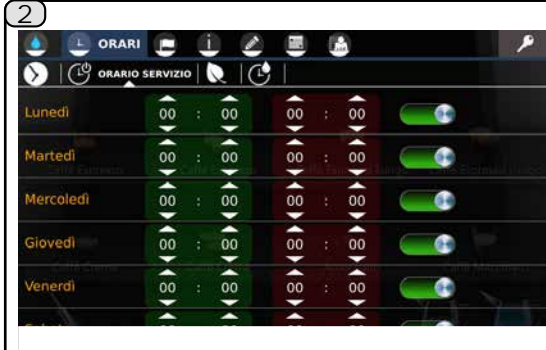 2
ORARI
ORARIO SERVIZIO
Lunedì 00 : 00 00 : 00
Martedì 00 : 00 00 : 00
Mercoledì 00 : 00 00 : 00
Giovedì 00 : 00 00 : 00
Venerdì 00 : 00 00 : 00